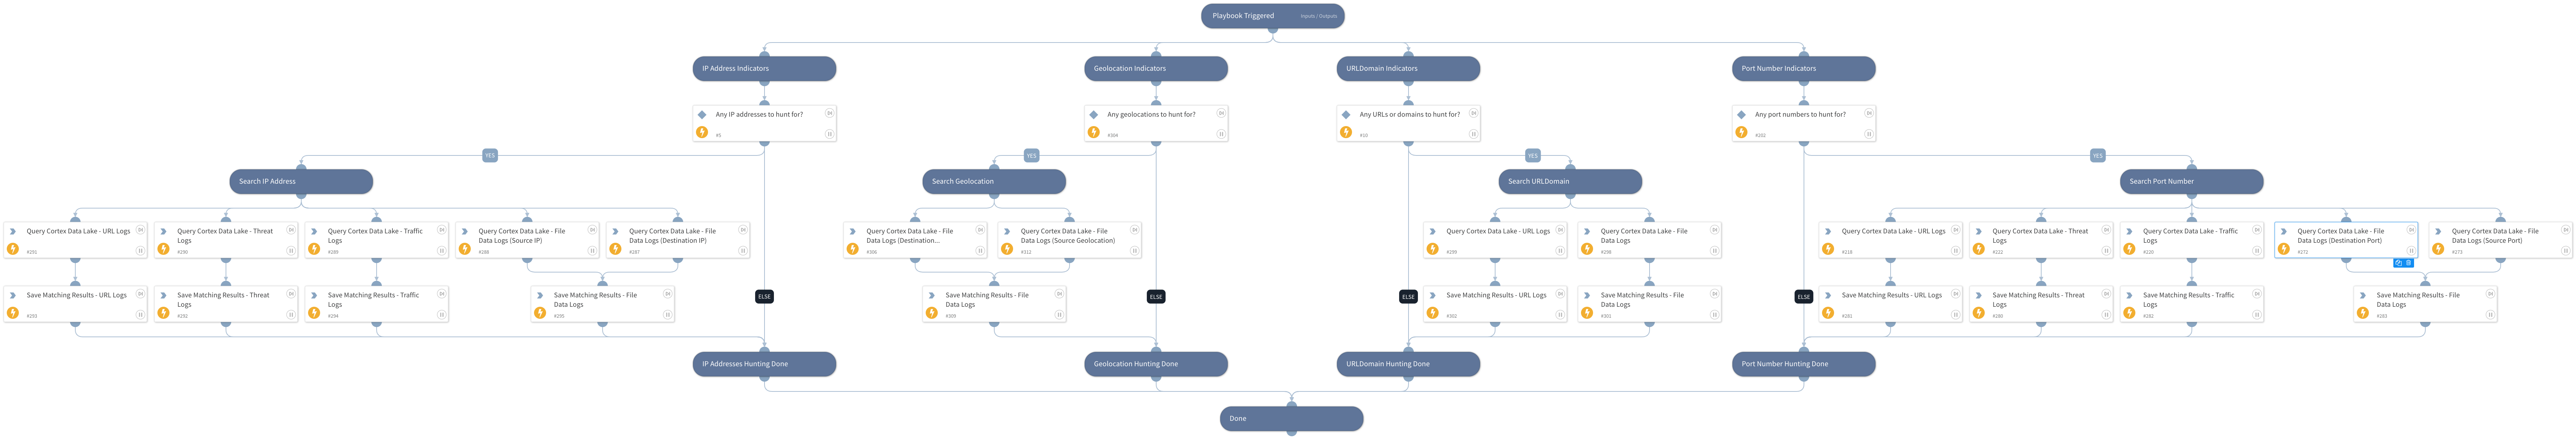 Playbook Triggered
Inputs / Outputs
IP Address Indicators
Geolocation Indicators
URLDomain Indicators
Port Number Indicators
Any IP addresses to hunt for?
#5
Any geolocations to hunt for?
#304
Any URLs or domains to hunt for?
#10
Any port numbers to hunt for?
#202
YES
YES
YES
YES
Search IP Address
Search Geolocation
Search URLDomain
Search Port Number
Query Cortex Data Lake - URL Logs
#291
Query Cortex Data Lake - Threat
Logs
#290
Query Cortex Data Lake - Traffic
Logs
#289
Query Cortex Data Lake - File
Data Logs (Source IP)
#288
Query Cortex Data Lake - File
Data Logs (Destination IP)
#287
Query Cortex Data Lake - File
Data Logs (Destination...
#308
Query Cortex Data Lake - File
Data Logs (Source Geolocation)
#312
Query Cortex Data Lake - URL Logs
#299
Query Cortex Data Lake - File
Data Logs
#298
Query Cortex Data Lake - URL Logs
#218
Query Cortex Data Lake - Threat
Logs
#212
Query Cortex Data Lake - Traffic
Logs
#220
Query Cortex Data Lake - File
Data Logs (Destination Port)
#272
Query Cortex Data Lake - File
Data Logs (Source Port)
#273
Save Matching Results - URL Logs
#293
Save Matching Results - Threat
Logs
#292
Save Matching Results - Traffic
Logs
#294
Save Matching Results - File
Data Logs
#295
ELSE
Save Matching Results - File
Data Logs
#309
ELSE
ELSE
Save Matching Results - URL Logs
#302
Save Matching Results - File
Data Logs
#301
ELSE
Save Matching Results - URL Logs
#281
Save Matching Results - Threat
Logs
#280
Save Matching Results - Traffic
Logs
#282
Save Matching Results - File
Data Logs
#283
IP Addresses Hunting Done
Geolocation Hunting Done
URLDomain Hunting Done
Port Number Hunting Done
Done